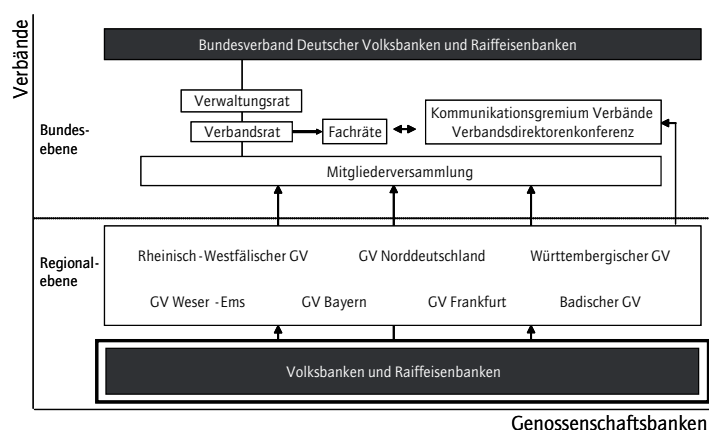 Verbände
Bundesverband Deutscher Volksbanken und Raiffeisenbanken
Verwaltungsrat
Bundes-
ebene
Verbandsrat
Fachräte
Kommunikationsgremium Verbände
Verbandsdirektorenkonferenz
Mitgliederversammlung
Regional-
ebene
Rheinisch-Westfälischer GV GV Norddeutschland Württembergischer GV
GV Weser -Ems GV Bayern GV Frankfurt Badischer GV
Volksbanken und Raiffeisenbanken
Genossenschaftsbanken